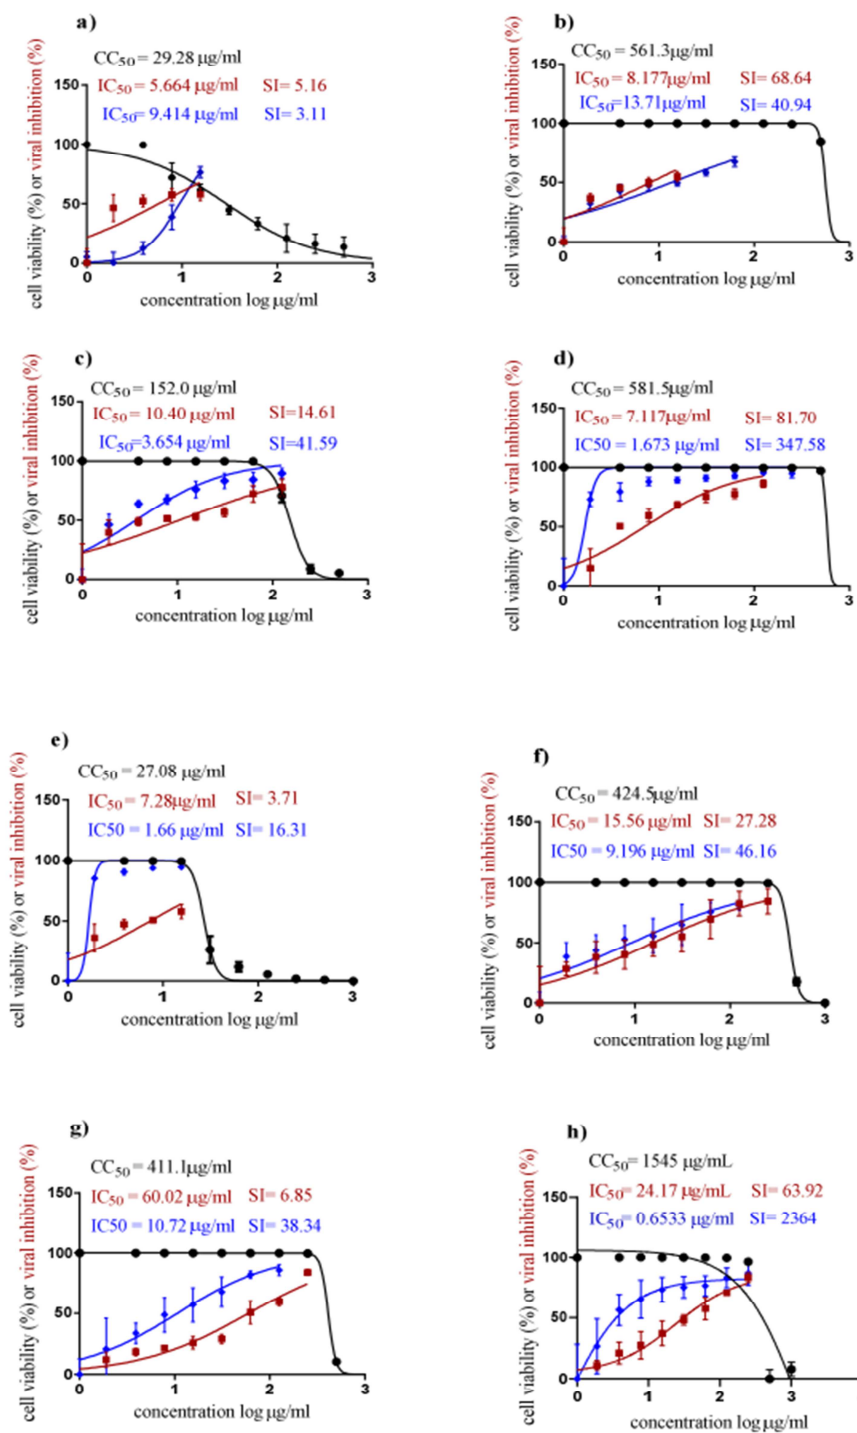 a)
CC50 = 29.28 µg/ml
IC50 = 5.664 µg/ml SI= 5.16
IC50= 9.414 µg/ml SI= 3.11
cell viability (%) or viral inhibition (%)
150
100
50
0
0 1 2 3
concentration log µg/ml
b)
CC50 = 561.3µg/ml
IC50 = 8.177µg/ml SI= 68.64
IC50=13.71µg/ml SI= 40.94
cell viability (%) or viral inhibition (%)
150
100
50
0
0 1 2 3
concentration log µg/ml
c)
CC50 = 152.0 µg/ml
IC50 = 10.40 µg/ml SI=14.61
IC50=3.654 µg/ml SI=41.59
cell viability (%) or viral inhibition (%)
150
100
50
0
0 1 2 3
concentration log µg/ml
d)
CC50 = 581.5µg/ml
IC50 = 7.117µg/ml SI= 81.70
IC50 = 1.673 µg/ml SI= 347.58
cell viability (%) or viral inhibition (%)
150
100
50
0
0 1 2 3
concentration log µg/ml
e)
CC50 = 27.08 µg/ml
IC50 = 7.28µg/ml SI= 3.71
IC50 = 1.66 µg/ml SI= 16.31
cell viability (%) or viral inhibition (%)
150
100
50
0
0 1 2 3
concentration log µg/ml
f)
CC50 = 424.5µg/ml
IC50 = 15.56 µg/ml SI= 27.28
IC50 = 9.196 µg/ml SI= 46.16
cell viability (%) or viral inhibition (%)
150
100
50
0
0 1 2 3
concentration log µg/ml
g)
CC50 = 411.1µg/ml
IC50 = 60.02 µg/ml SI= 6.85
IC50 = 10.72 µg/ml SI= 38.34
cell viability (%) or viral inhibition (%)
150
100
50
0
0 1 2 3
concentration log µg/ml
h)
CC50= 1545 µg/mL
IC50= 24.17 µg/mL SI= 63.92
IC50= 0.6533 µg/ml SI= 2364
cell viability (%) or viral inhibition (%)
150
100
50
0
0 1 2 3
concentration log µg/ml